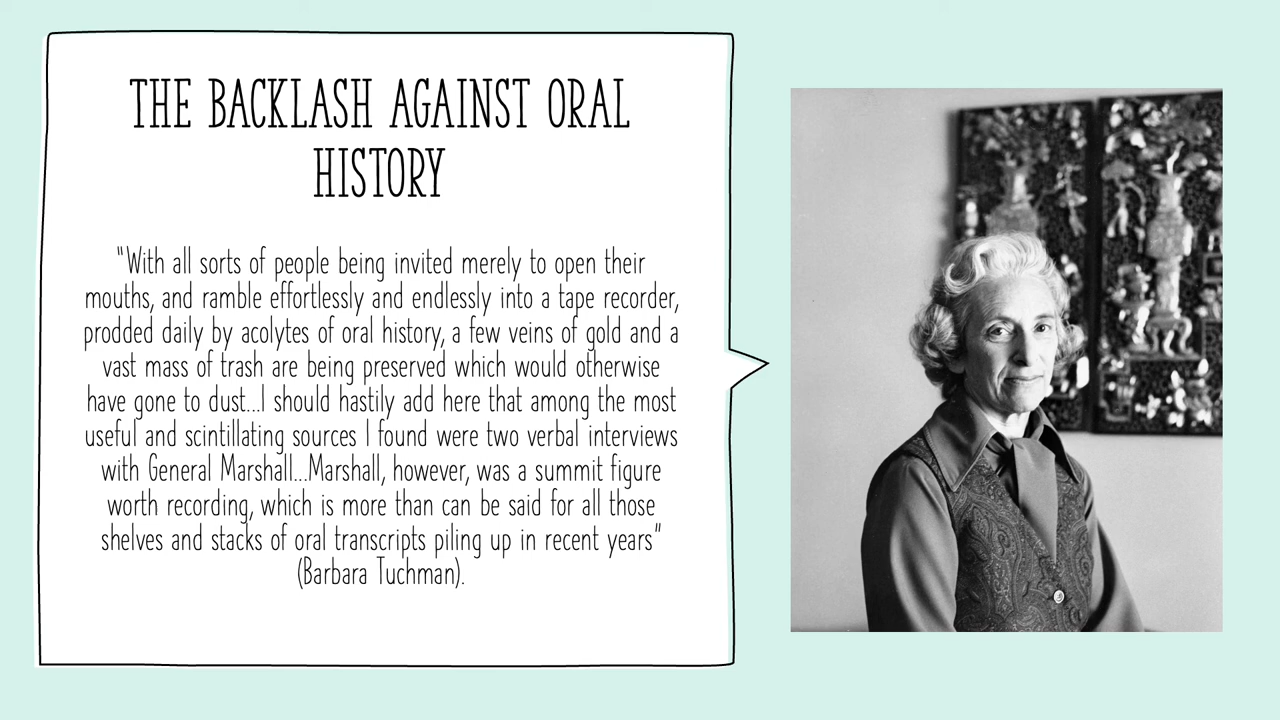 THE BACKLASH AGAINST ORAL
HISTORY
"With all sorts of people being invited merely to open their
mouths, and ramble effortlessly and endlessly into a tape recorder,
prodded daily by acolytes of oral history, a few veins of gold and a
vast mass of trash are being preserved which would otherwise
have gone to dust...I should hastily add here that among the most
useful and scintillating sources I found were two verbal interviews
with General Marshall...Marshall, however, was a summit figure
worth recording, which is more than can be said for all those
shelves and stacks of oral transcripts piling up in recent years"
(Barbara Tuchman).